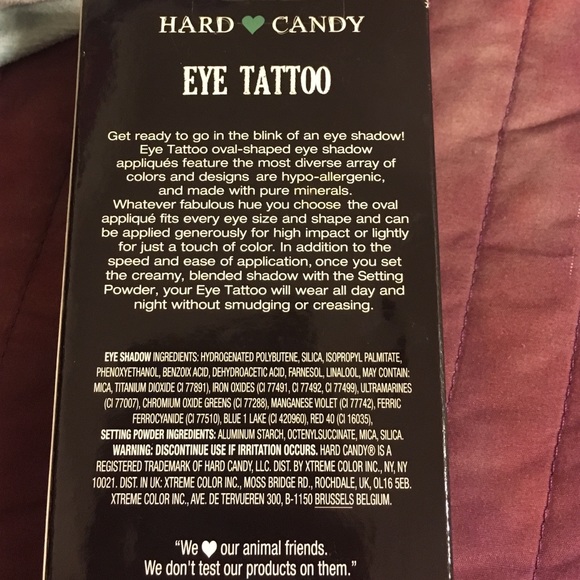 HARD 💚 CANDY
EYE TATTOO
Get ready to go in the blink of an eye shadow!
Eye Tattoo oval-shaped eye shadow
appliqués feature the most diverse array of
colors and designs are hypo-allergenic,
and made with pure minerals.
Whatever fabulous hue you choose the oval
appliqué fits every eye size and shape and can
be applied generously for high impact or lightly
for just a touch of color. In addition to the
speed and ease of application, once you set
the creamy, blended shadow with the Setting
Powder, your Eye Tattoo will wear all day and
night without smudging or creasing.
EYE SHADOW INGREDIENTS: HYDROGENATED POLYBUTENE, SILICA, ISOPROPYL PALMITATE,
PHENOXYETHANOL, BENZOIX ACID, DEHYDROACETIC ACID, FARNESOL, LINALOOL, MAY CONTAIN:
MICA, TITANIUM DIOXIDE CI 77891), IRON OXIDES (CI 77491, CI 77492, CI 77499), ULTRAMARINES
(CI 77007), CHROMIUM OXIDE GREENS (CI 77288), MANGANESE VIOLET (CI 77742), FERRIC
FERROCYANIDE (CI 77510), BLUE 1 LAKE (CI 420960), RED 40 (CI 16035),
SETTING POWDER INGREDIENTS: ALUMINUM STARCH, OCTENYLSUCCINATE, MICA, SILICA.
WARNING: DISCONTINUE USE IF IRRITATION OCCURS. HARD CANDY® IS A
REGISTERED TRADEMARK OF HARD CANDY, LLC. DIST. BY XTREME COLOR INC., NY, NY
10021. DIST. IN UK: XTREME COLOR INC., MOSS BRIDGE RD., ROCHDALE, UK, OL16 5EB.
XTREME COLOR INC., AVE. DE TERVUEREN 300, B-1150 BRUSSELS BELGIUM.
“We ♥ our animal friends.
We don't test our products on them.”